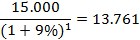 15.000
(1 + 9%)¹ = 13.761